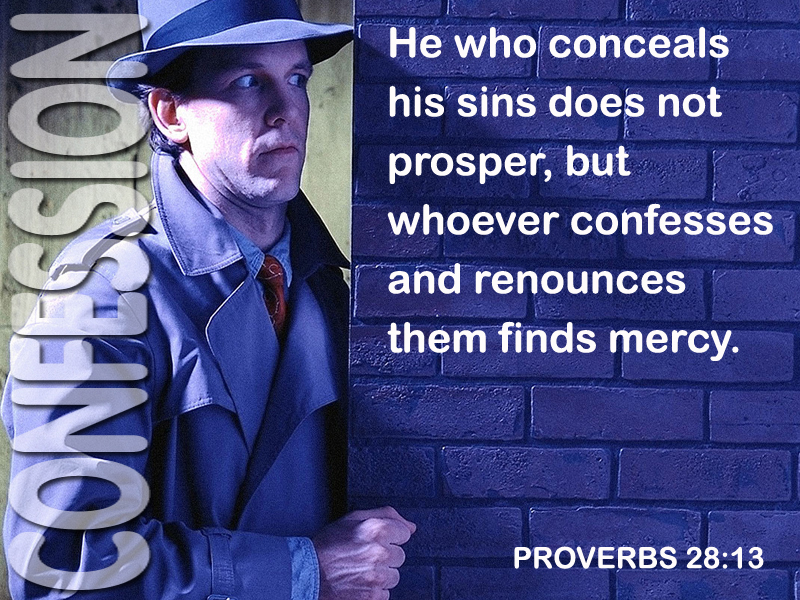 CONFESSION
He who conceals
his sins does not
prosper, but
whoever confesses
and renounces
them finds mercy.
PROVERBS 28:13